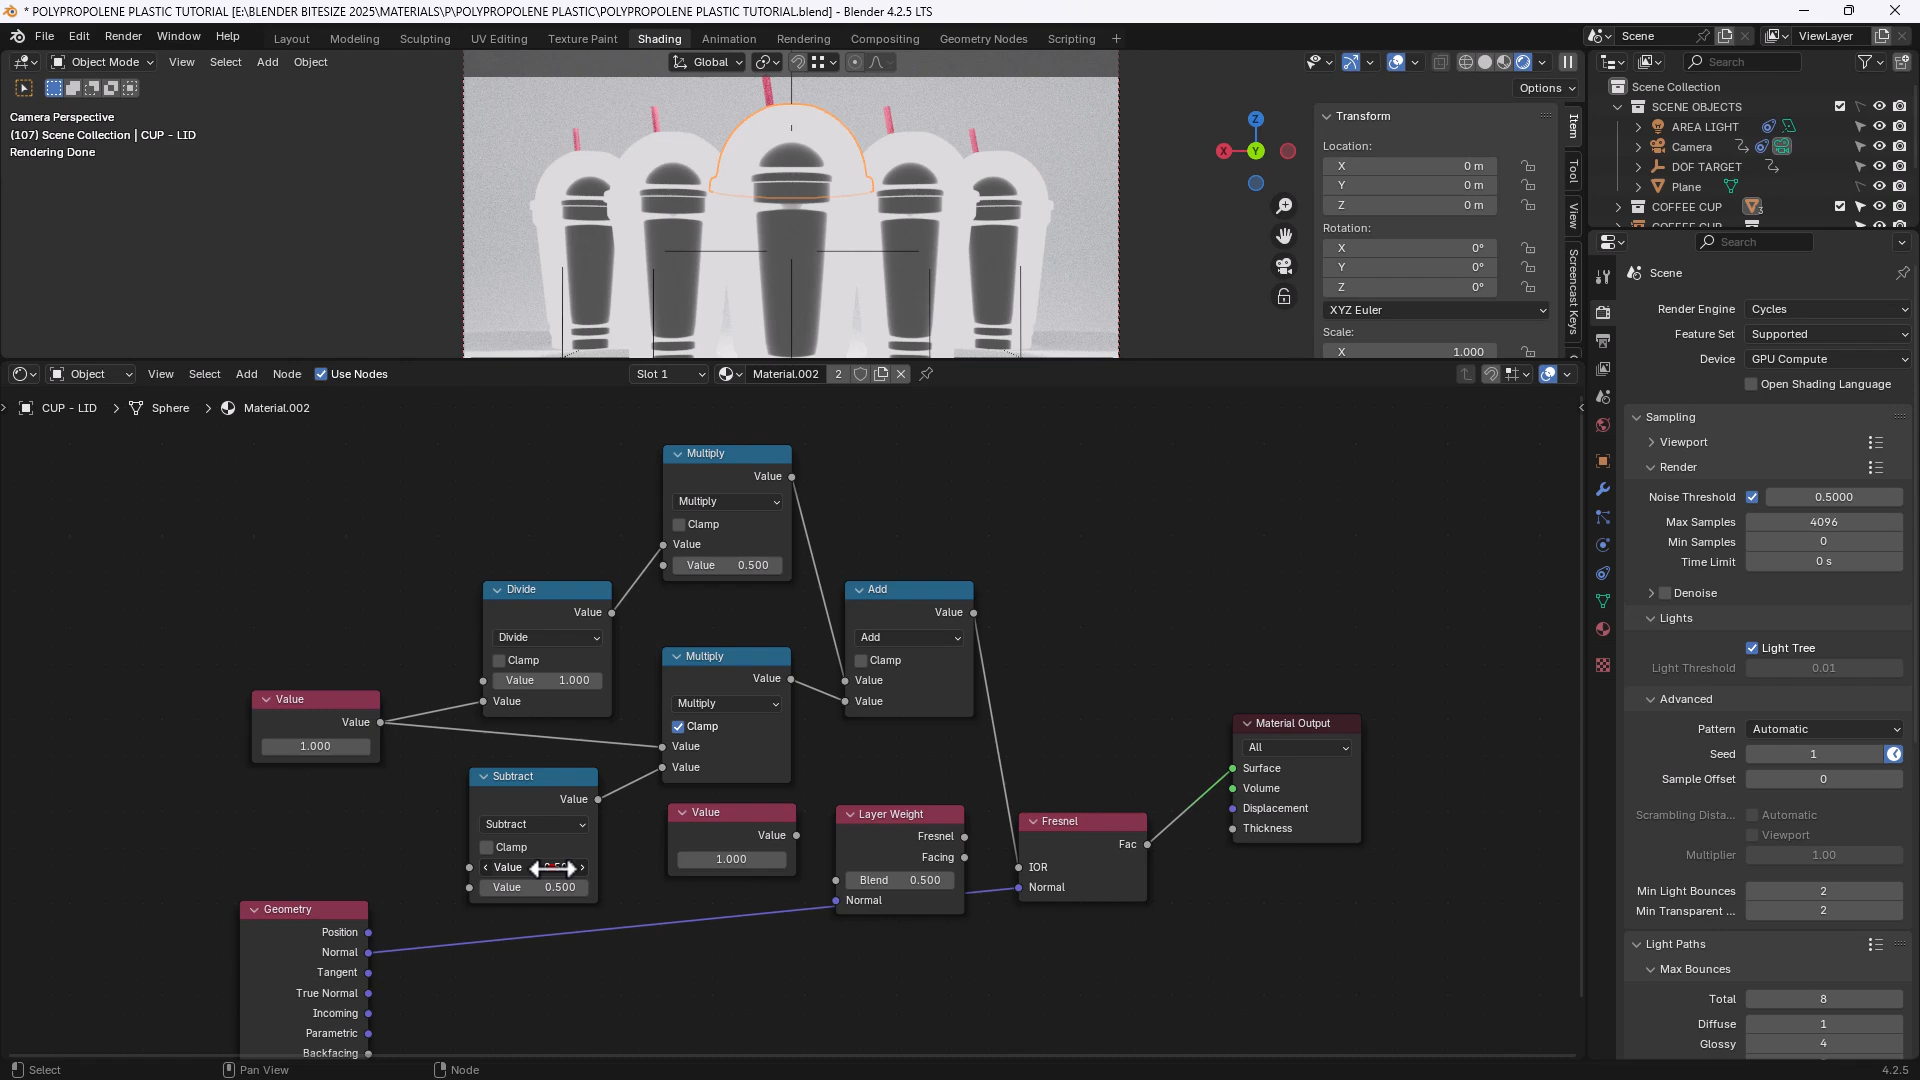 * POLYPROPOLENE PLASTIC TUTORIAL [E:\BLENDER BITESIZE 2025\MATERIALS\P\POLYPROPOLENE PLASTIC\POLYPROPOLENE PLASTIC TUTORIAL.blend] - Blender 4.2.5 LTS
File Edit Render Window Help Layout Modeling Sculpting UV Editing Texture Paint Shading Animation Rendering Compositing Geometry Nodes Scripting + Scene ViewLayer
Object Mode View Select Add Object Global Search
Options
Camera Perspective
(107) Scene Collection | CUP - LID
Rendering Done
Z
X
Y
Transform
Location:
X 0 m
Y 0 m
Z 0 m
Rotation:
X 0°
Y 0°
Z 0°
XYZ Euler
Scale:
X 1.000
Item
Tool
View
Screencast Keys
Scene Collection
SCENE OBJECTS
AREA LIGHT
Camera
DOF TARGET
Plane
COFFEE CUP 3
Object View Select Add Node Use Nodes Slot 1 Material.002 2
CUP - LID > Sphere > Material.002
Multiply
Value
Multiply
Clamp
Value
Value 0.500
Divide
Value
Divide
Clamp
Value 1.000
Value
Add
Value
Add
Clamp
Value
Value
Multiply
Value
Multiply
Clamp
Value
Value
Value
Value
1.000
Subtract
Value
Subtract
Clamp
Value
Value 0.500
Value
Value
1.000
Layer Weight
Fresnel
Facing
Blend 0.500
Normal
Fresnel
Fac
IOR
Normal
Material Output
All
Surface
Volume
Displacement
Thickness
Geometry
Position
Normal
Tangent
True Normal
Incoming
Parametric
Backfacing
Search
Scene
Render Engine Cycles
Feature Set Supported
Device GPU Compute
Open Shading Language
Sampling
Viewport
Render
Noise Threshold 0.5000
Max Samples 4096
Min Samples 0
Time Limit 0 s
Denoise
Lights
Light Tree
Light Threshold 0.01
Advanced
Pattern Automatic
Seed 1
Sample Offset 0
Scrambling Dista... Automatic
Viewport
Multiplier 1.00
Min Light Bounces 2
Min Transparent ... 2
Light Paths
Max Bounces
Total 8
Diffuse 1
Glossy 4
Select Pan View Node 4.2.5